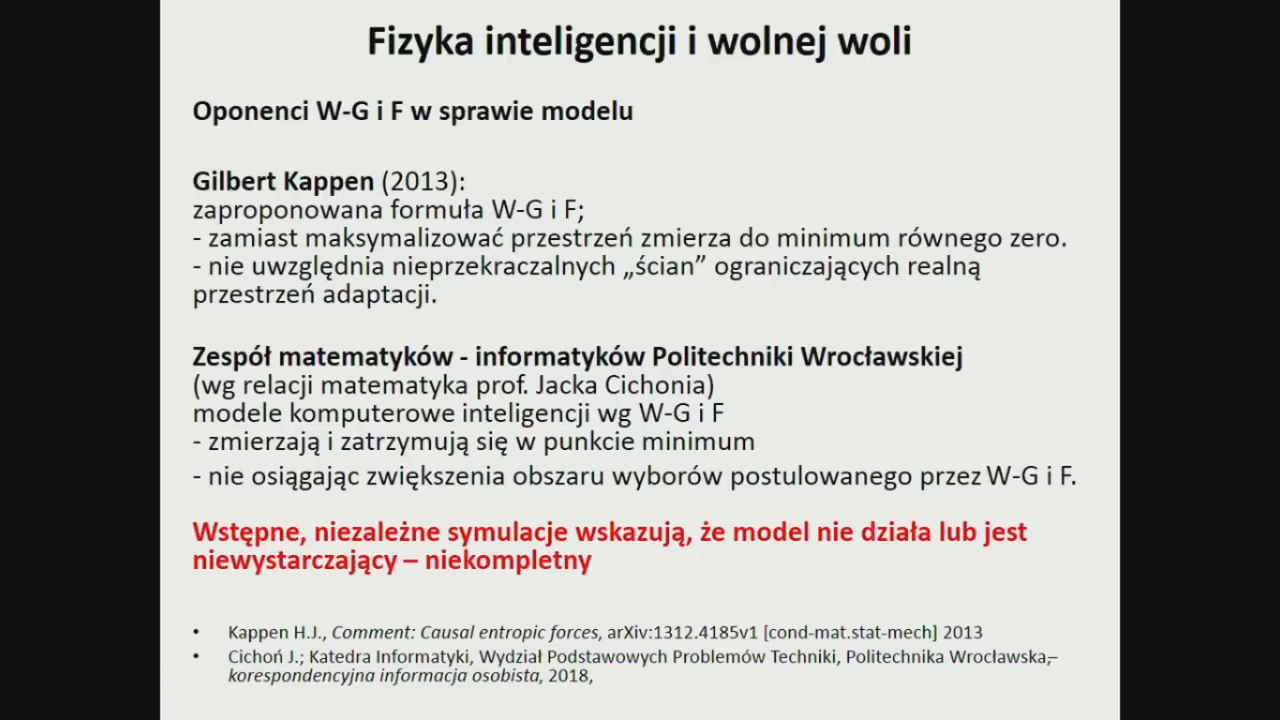 Fizyka inteligencji i wolnej woli
Oponenci W-G i F w sprawie modelu
Gilbert Kappen (2013):
zaproponowana formuła W-G i F;
- zamiast maksymalizować przestrzeń zmierza do minimum równego zero.
- nie uwzględnia nieprzekraczalnych „ścian” ograniczających realną
przestrzeń adaptacji.
Zespół matematyków - informatyków Politechniki Wrocławskiej
(wg relacji matematyka prof. Jacka Cichonia)
modele komputerowe inteligencji wg W-G i F
- zmierzają i zatrzymują się w punkcie minimum
- nie osiągając zwiększenia obszaru wyborów postulowanego przez W-G i F.
Wstępne, niezależne symulacje wskazują, że model nie działa lub jest
niewystarczający – niekompletny
• Kappen H.J., Comment: Causal entropic forces, arXiv:1312.4185v1 [cond-mat.stat-mech] 2013
• Cichoń J.; Katedra Informatyki, Wydział Podstawowych Problemów Techniki, Politechnika Wrocławska,–
korespondencyjna informacja osobista, 2018,